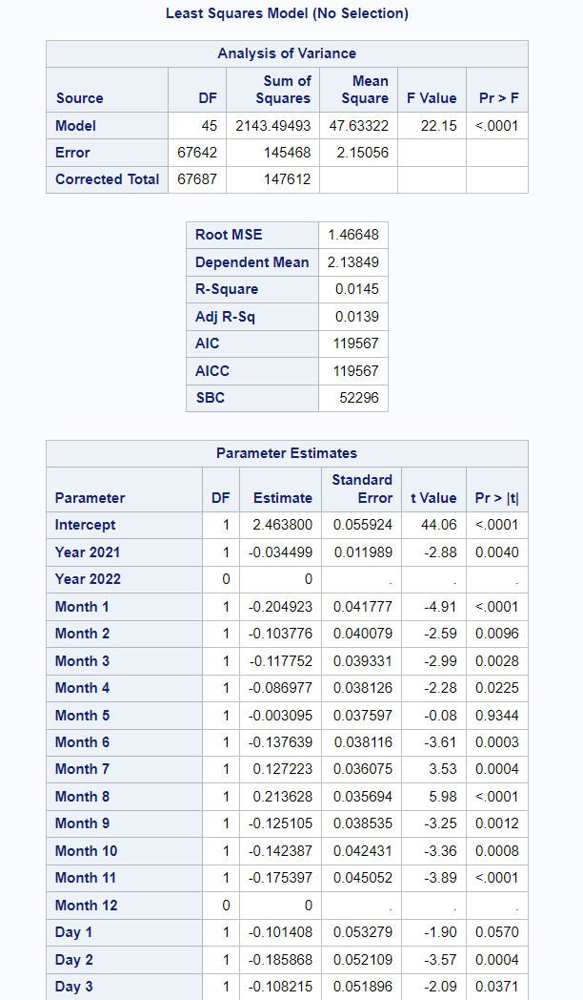 Least Squares Model (No Selection)
Analysis of Variance
Source DF Sum of Squares Mean Square F Value Pr > F
Model 45 2143.49493 47.63322 22.15 <.0001
Error 67642 145468 2.15056
Corrected Total 67687 147612
Root MSE 1.46648
Dependent Mean 2.13849
R-Square 0.0145
Adj R-Sq 0.0139
AIC 119567
AICC 119567
SBC 52296
Parameter Estimates
Parameter DF Estimate Standard Error t Value Pr > |t|
Intercept 1 2.463800 0.055924 44.06 <.0001
Year 2021 1 -0.034499 0.011989 -2.88 0.0040
Year 2022 0 0 . . .
Month 1 1 -0.204923 0.041777 -4.91 <.0001
Month 2 1 -0.103776 0.040079 -2.59 0.0096
Month 3 1 -0.117752 0.039331 -2.99 0.0028
Month 4 1 -0.086977 0.038126 -2.28 0.0225
Month 5 1 -0.003095 0.037597 -0.08 0.9344
Month 6 1 -0.137639 0.038116 -3.61 0.0003
Month 7 1 0.127223 0.036075 3.53 0.0004
Month 8 1 0.213628 0.035694 5.98 <.0001
Month 9 1 -0.125105 0.038535 -3.25 0.0012
Month 10 1 -0.142387 0.042431 -3.36 0.0008
Month 11 1 -0.175397 0.045052 -3.89 <.0001
Month 12 0 0 . . .
Day 1 1 -0.101408 0.053279 -1.90 0.0570
Day 2 1 -0.185868 0.052109 -3.57 0.0004
Day 3 1 -0.108215 0.051896 -2.09 0.0371